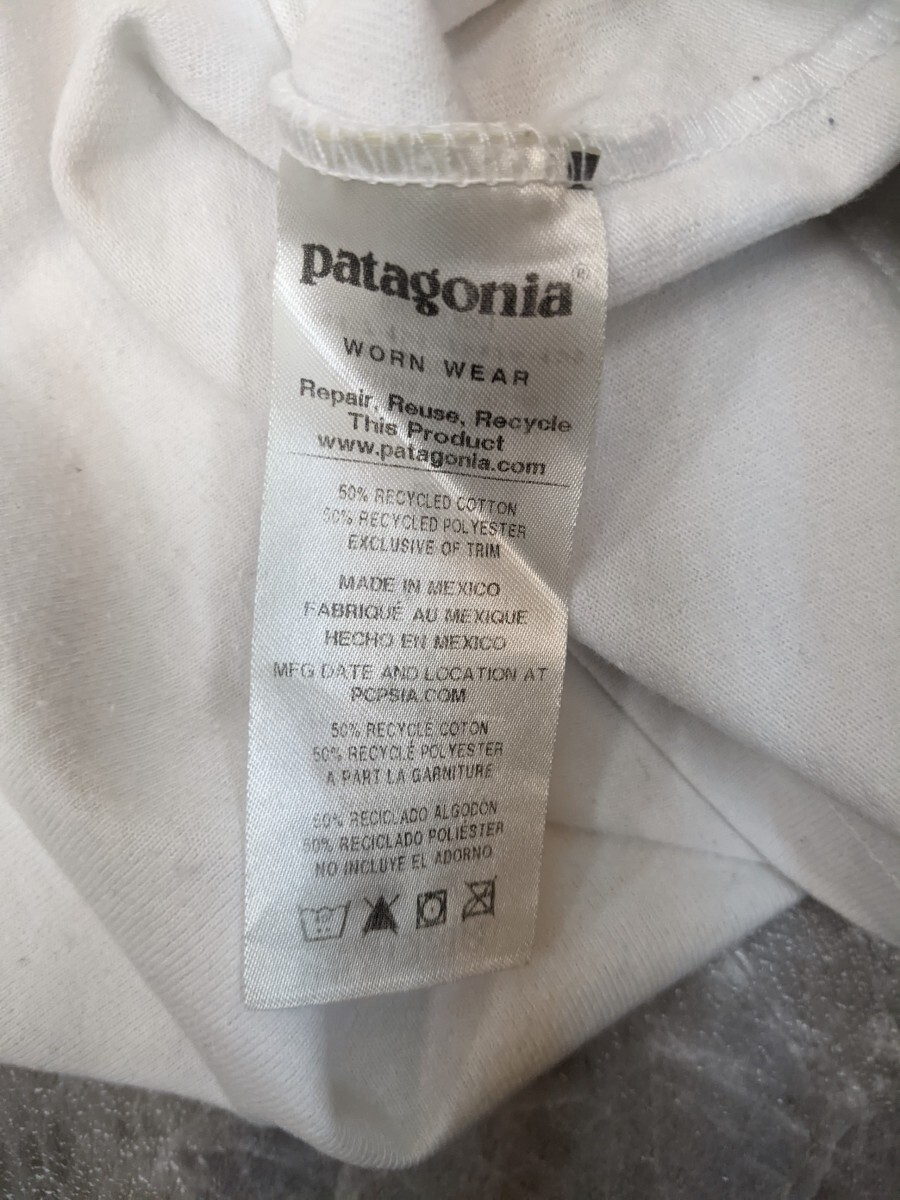 patagonia®
WORN WEAR
Repair, Reuse, Recycle
This Product
www.patagonia.com
50% RECYCLED COTTON
50% RECYCLED POLYESTER
EXCLUSIVE OF TRIM
MADE IN MEXICO
FABRIQUÉ AU MEXIQUE
HECHO EN MEXICO
MFG DATE AND LOCATION AT
PCPSIA.COM
50% RECYCLÉ COTON
50% RECYCLÉ POLYESTER
A PART LA GARNITURE
50% RECICLADO ALGODON
50% RECICLADO POLIESTER
NO INCLUYE EL ADORNO